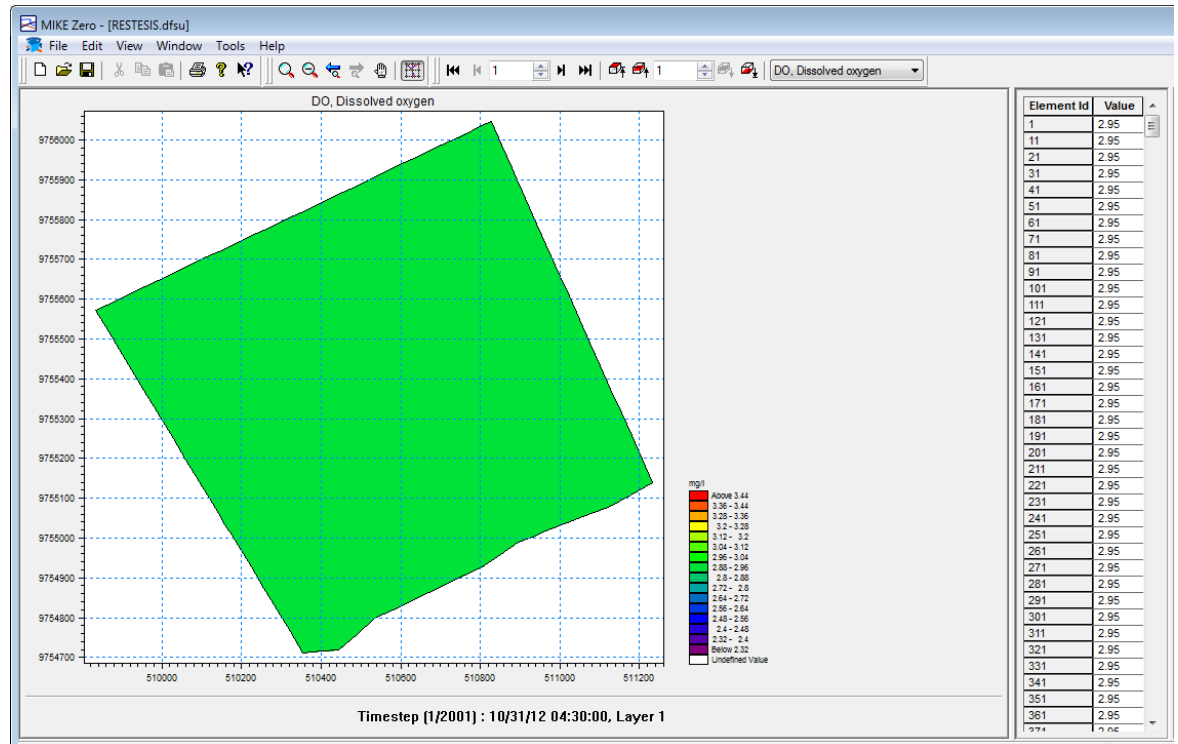 MIKE Zero - [RESTESIS.dfsu]
File Edit View Window Tools Help
1 1 DO, Dissolved oxygen
DO, Dissolved oxygen
9756000
9755900
9755800
9755700
9755600
9755500
9755400
9755300
9755200
9755100
9755000
9754900
9754800
9754700
510000 510200 510400 510600 510800 511000 511200
mg/l
Above 3.44
3.36 - 3.44
3.28 - 3.36
3.2 - 3.28
3.12 - 3.2
3.04 - 3.12
2.96 - 3.04
2.88 - 2.96
2.8 - 2.88
2.72 - 2.8
2.64 - 2.72
2.56 - 2.64
2.48 - 2.56
2.4 - 2.48
2.32 - 2.4
Below 2.32
Undefined Value
Timestep (1/2001) : 10/31/12 04:30:00, Layer 1
Element Id Value
1 2.95
11 2.95
21 2.95
31 2.95
41 2.95
51 2.95
61 2.95
71 2.95
81 2.95
91 2.95
101 2.95
111 2.95
121 2.95
131 2.95
141 2.95
151 2.95
161 2.95
171 2.95
181 2.95
191 2.95
201 2.95
211 2.95
221 2.95
231 2.95
241 2.95
251 2.95
261 2.95
271 2.95
281 2.95
291 2.95
301 2.95
311 2.95
321 2.95
331 2.95
341 2.95
351 2.95
361 2.95